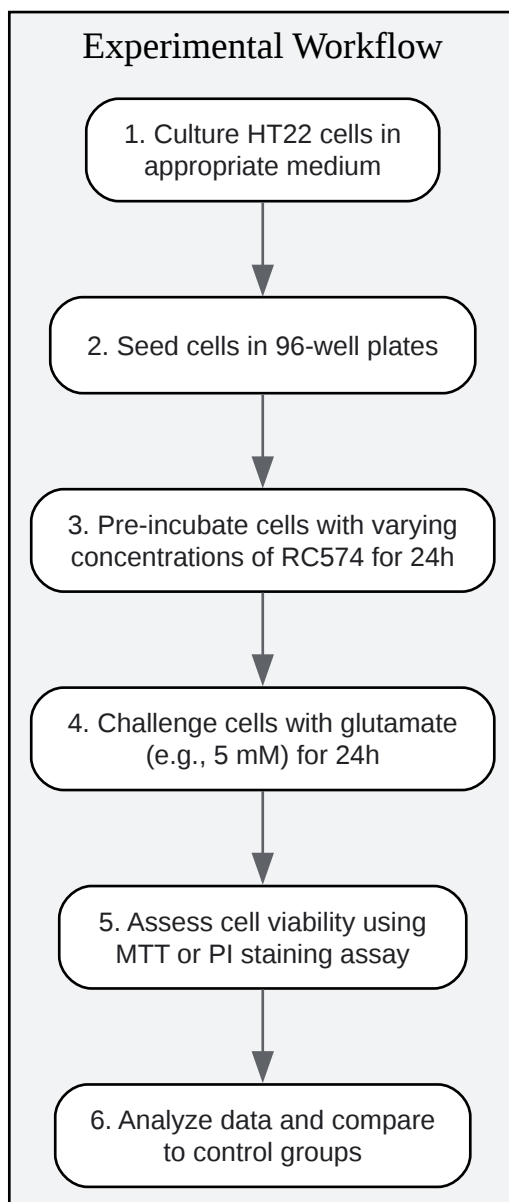 Experimental Workflow
1. Culture HT22 cells in
appropriate medium
2. Seed cells in 96-well plates
3. Pre-incubate cells with varying
concentrations of RC574 for 24h
4. Challenge cells with glutamate
(e.g., 5 mM) for 24h
5. Assess cell viability using
MTT or PI staining assay
6. Analyze data and compare
to control groups